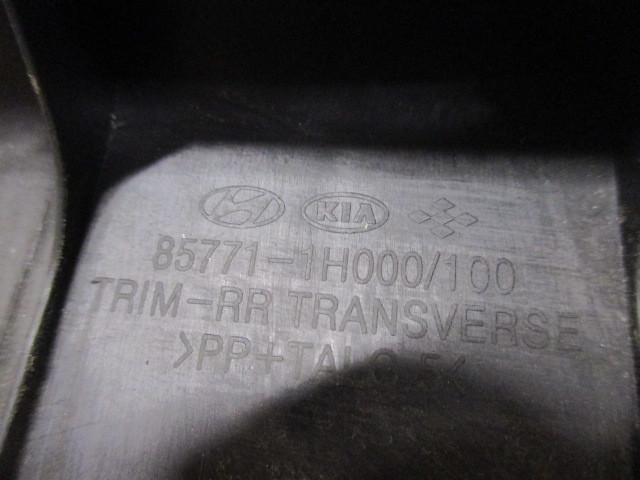 KIA
85771-1H000/100
TRIM-RR TRANSVERSE
>PP+TALC